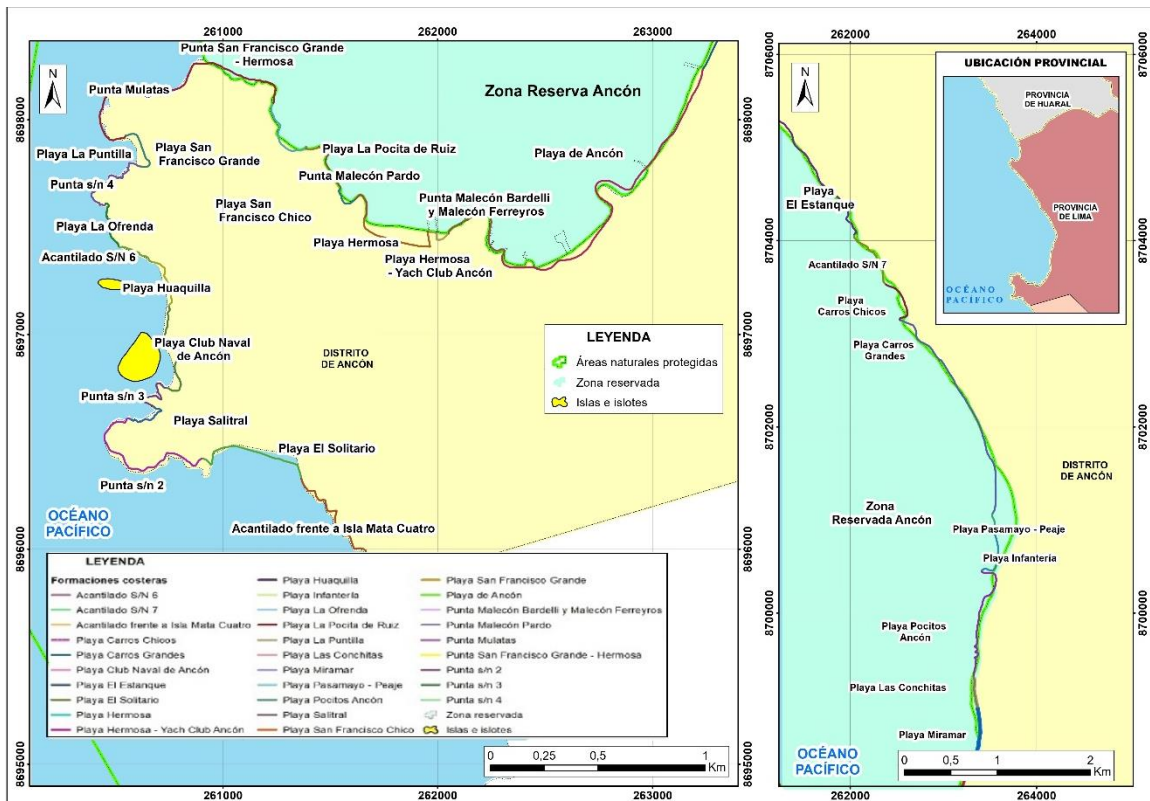 261000
262000
263000
Punta San Francisco Grande
- Hermosa
N
Zona Reserva Ancón
Punta Mulatas
8698000
8698000
Playa La Puntilla
Playa San
Francisco Grande
Playa La Pocita de Ruiz
Playa de Ancón
Punta s/n 4
Punta Malecón Pardo
Playa San
Francisco Chico
Punta Malecón Bardelli
y Malecón Ferreyros
Playa La Ofrenda
Playa Hermosa
Acantilado S/N 6
Playa Hermosa
- Yach Club Ancón
Playa Huaquilla
8697000
8697000
Playa Club Naval
de Ancón
DISTRITO
DE ANCÓN
LEYENDA
Áreas naturales protegidas
Zona reservada
Islas e islotes
Punta s/n 3
Playa Salitral
Playa El Solitario
Punta s/n 2
OCÉANO
PACÍFICO
Acantilado frente a Isla Mata Cuatro
8696000
8696000
LEYENDA
Formaciones costeras
Acantilado S/N 6
Acantilado S/N 7
Acantilado frente a Isla Mata Cuatro
Playa Carros Chicos
Playa Carros Grandes
Playa Club Naval de Ancón
Playa El Estanque
Playa El Solitario
Playa Hermosa
Playa Hermosa - Yach Club Ancón
Playa Huaquilla
Playa Infantería
Playa La Ofrenda
Playa La Pocita de Ruiz
Playa La Puntilla
Playa Las Conchitas
Playa Miramar
Playa Pasamayo - Peaje
Playa Pocitos Ancón
Playa Salitral
Playa San Francisco Chico
Playa San Francisco Grande
Playa de Ancón
Punta Malecón Bardelli y Malecón Ferreyros
Punta Malecón Pardo
Punta Mulatas
Punta San Francisco Grande - Hermosa
Punta s/n 2
Punta s/n 3
Punta s/n 4
Zona reservada
Islas e islotes
0 0,25 0,5 1
Km
8695000
8695000
261000
262000
263000
262000
264000
8706000
8706000
N
UBICACIÓN PROVINCIAL
PROVINCIA
DE HUARAL
PROVINCIA
DE LIMA
OCÉANO
PACÍFICO
Playa
El Estanque
8704000
8704000
Acantilado S/N 7
Playa
Carros Chicos
Playa Carros
Grandes
8702000
8702000
DISTRITO
DE ANCÓN
Zona
Reservada Ancón
Playa Pasamayo - Peaje
Playa Infantería
8700000
8700000
Playa Pocitos
Ancón
Playa Las Conchitas
Playa Miramar
OCÉANO
PACÍFICO
0 0,5 1 2
Km
262000
264000